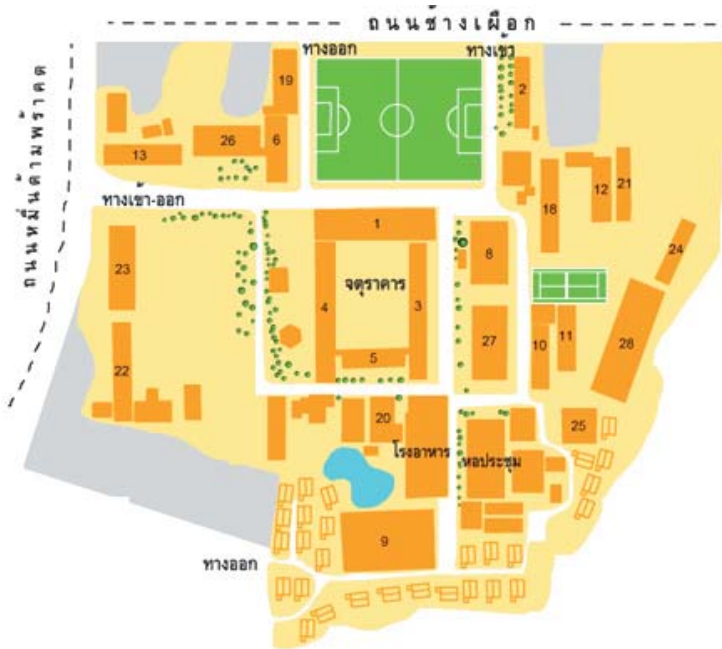 ถนนช้างเผือก
ทางออก
ทางเข้า
ถนนหมื่นด้ามพร้าคต
19
2
26
6
13
12
21
18
ทางเข้า-ออก
1
23
8
24
จตุราคาร
4
3
28
5
27
10
11
22
20
25
โรงอาหาร
หอประชุม
9
ทางออก